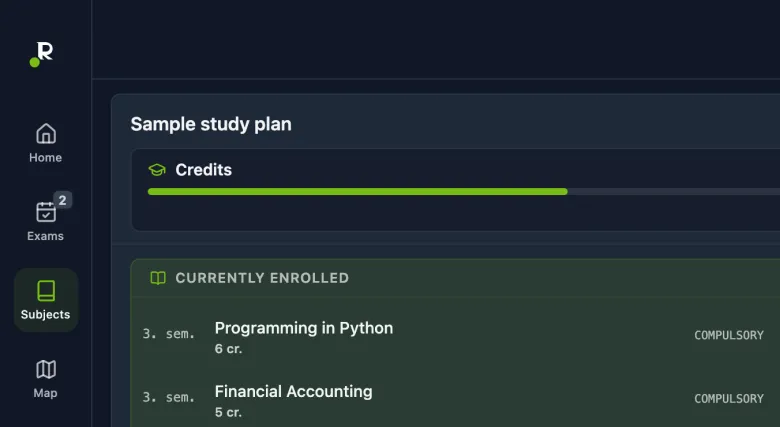 R
Sample study plan
Home
Credits
2
Exams
CURRENTLY ENROLLED
Subjects
3. sem.
Programming in Python
6 cr.
COMPULSORY
Map
3. sem.
Financial Accounting
5 cr.
COMPULSORY